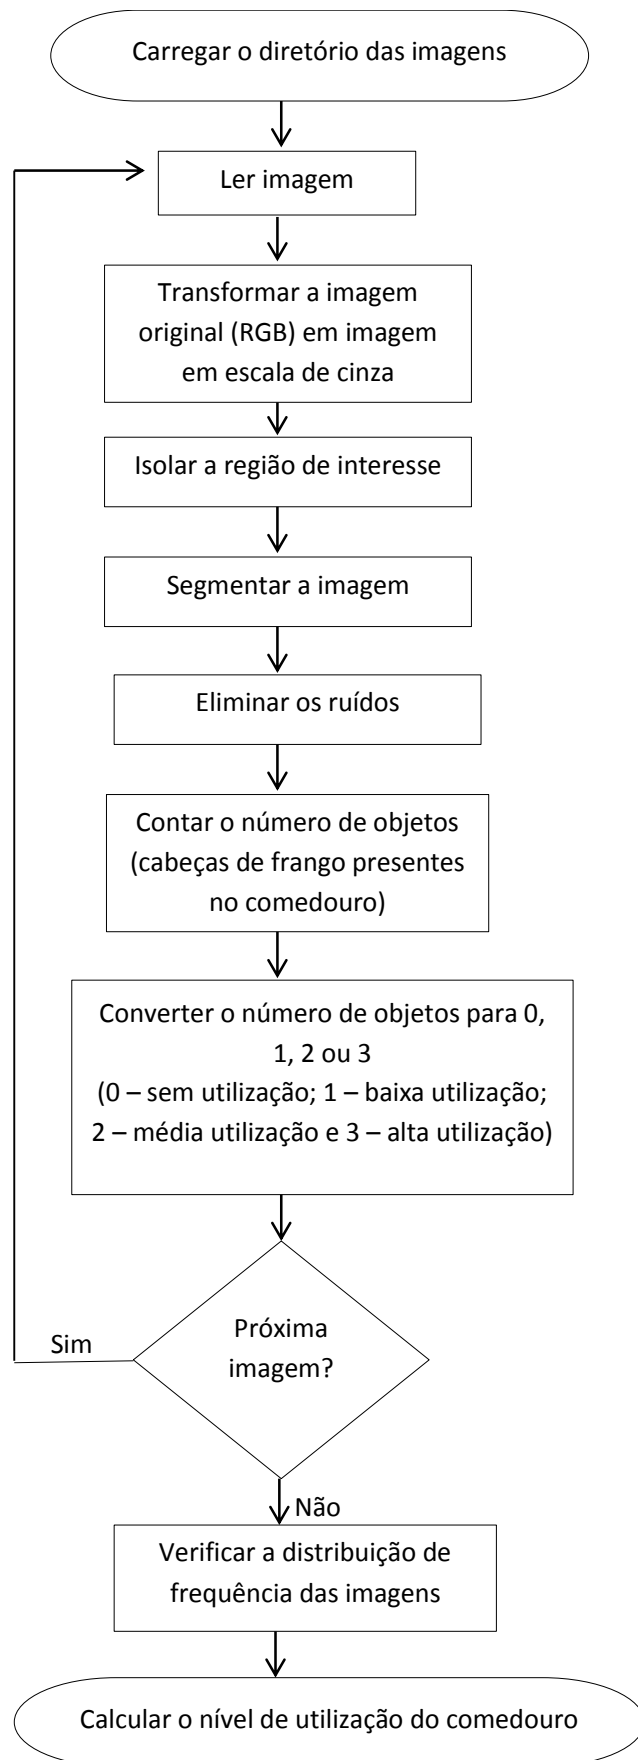 Carregar o diretório das imagens
Ler imagem
Transformar a imagem
original (RGB) em imagem
em escala de cinza
Isolar a região de interesse
Segmentar a imagem
Eliminar os ruídos
Contar o número de objetos
(cabeças de frango presentes
no comedouro)
Converter o número de objetos para 0,
1, 2 ou 3
(0 – sem utilização; 1 – baixa utilização;
2 – média utilização e 3 – alta utilização)
Próxima
imagem?
Sim
Não
Verificar a distribuição de
frequência das imagens
Calcular o nível de utilização do comedouro